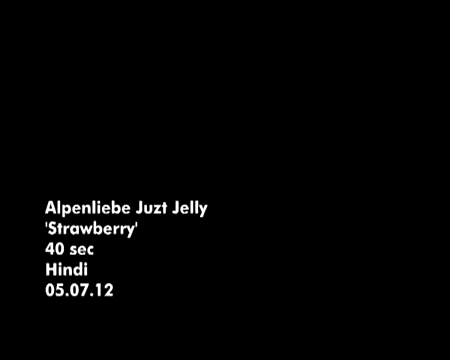 Alpenliebe Juzt Jelly
'Strawberry'
40 sec
Hindi
05.07.12